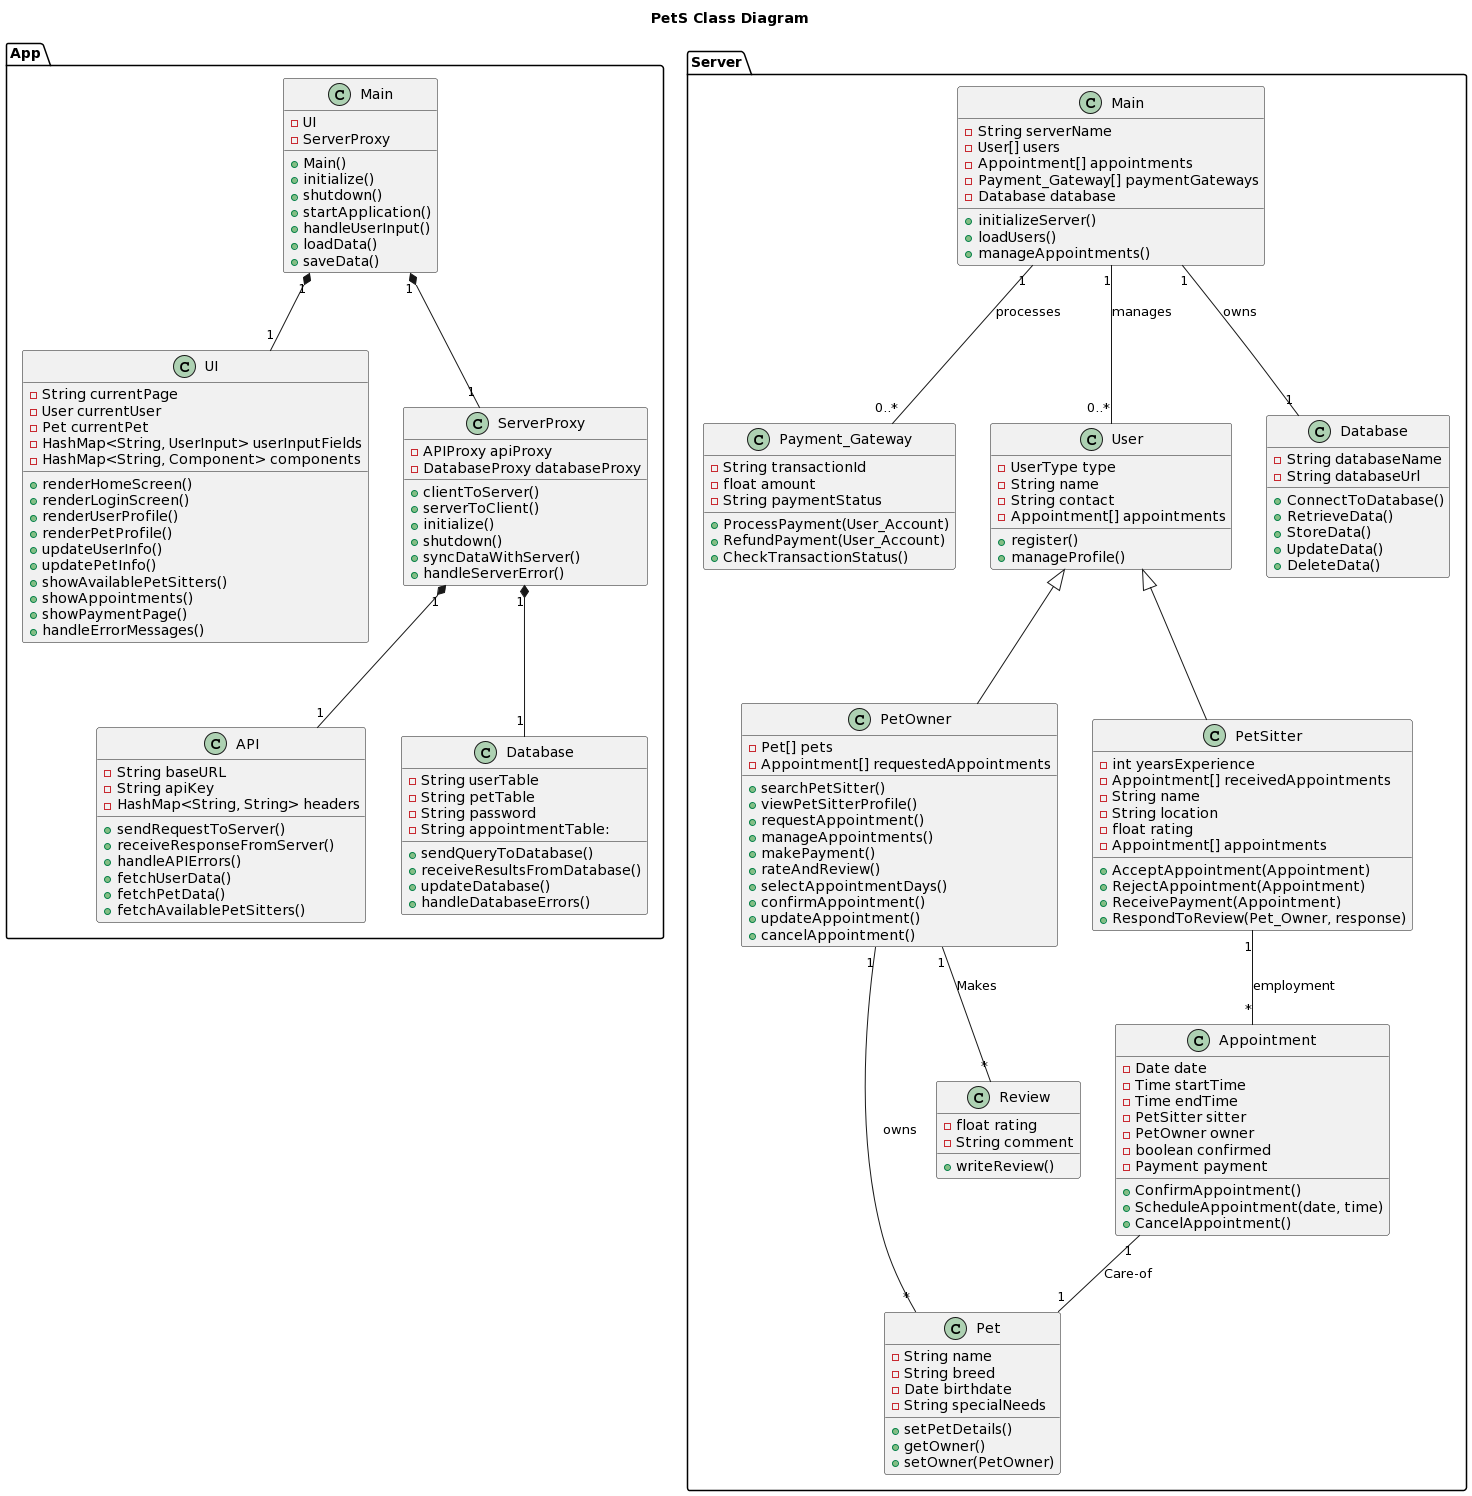 PetS Class Diagram
App
C Main
UI
ServerProxy
Main()
initialize()
shutdown()
startApplication()
handleUserInput()
loadData()
saveData()
1
1
1
1
C UI
String currentPage
User currentUser
Pet currentPet
HashMap<String, UserInput> userInputFields
HashMap<String, Component> components
renderHomeScreen()
renderLoginScreen()
renderUserProfile()
renderPetProfile()
updateUserInfo()
updatePetInfo()
showAvailablePetSitters()
showAppointments()
showPaymentPage()
handleErrorMessages()
C ServerProxy
APIProxy apiProxy
DatabaseProxy databaseProxy
clientToServer()
serverToClient()
initialize()
shutdown()
syncDataWithServer()
handleServerError()
1
1
1
1
C API
String baseURL
String apiKey
HashMap<String, String> headers
sendRequestToServer()
receiveResponseFromServer()
handleAPIErrors()
fetchUserData()
fetchPetData()
fetchAvailablePetSitters()
C Database
String userTable
String petTable
String password
String appointmentTable:
sendQueryToDatabase()
receiveResultsFromDatabase()
updateDatabase()
handleDatabaseErrors()
Server
C Main
String serverName
User[] users
Appointment[] appointments
Payment_Gateway[] paymentGateways
Database database
initializeServer()
loadUsers()
manageAppointments()
1
1
1
processes
manages
owns
0..*
0..*
1
C Payment_Gateway
String transactionId
float amount
String paymentStatus
ProcessPayment(User_Account)
RefundPayment(User_Account)
CheckTransactionStatus()
C User
UserType type
String name
String contact
Appointment[] appointments
register()
manageProfile()
C Database
String databaseName
String databaseUrl
ConnectToDatabase()
RetrieveData()
StoreData()
UpdateData()
DeleteData()
C PetOwner
Pet[] pets
Appointment[] requestedAppointments
searchPetSitter()
viewPetSitterProfile()
requestAppointment()
manageAppointments()
makePayment()
rateAndReview()
selectAppointmentDays()
confirmAppointment()
updateAppointment()
cancelAppointment()
C PetSitter
int yearsExperience
Appointment[] receivedAppointments
String name
String location
float rating
Appointment[] appointments
AcceptAppointment(Appointment)
RejectAppointment(Appointment)
ReceivePayment(Appointment)
RespondToReview(Pet_Owner, response)
1
1
1
Makes
employment
*
*
C Review
float rating
String comment
writeReview()
C Appointment
Date date
Time startTime
Time endTime
PetSitter sitter
PetOwner owner
boolean confirmed
Payment payment
ConfirmAppointment()
ScheduleAppointment(date, time)
CancelAppointment()
owns
1
Care-of
*
1
C Pet
String name
String breed
Date birthdate
String specialNeeds
setPetDetails()
getOwner()
setOwner(PetOwner)